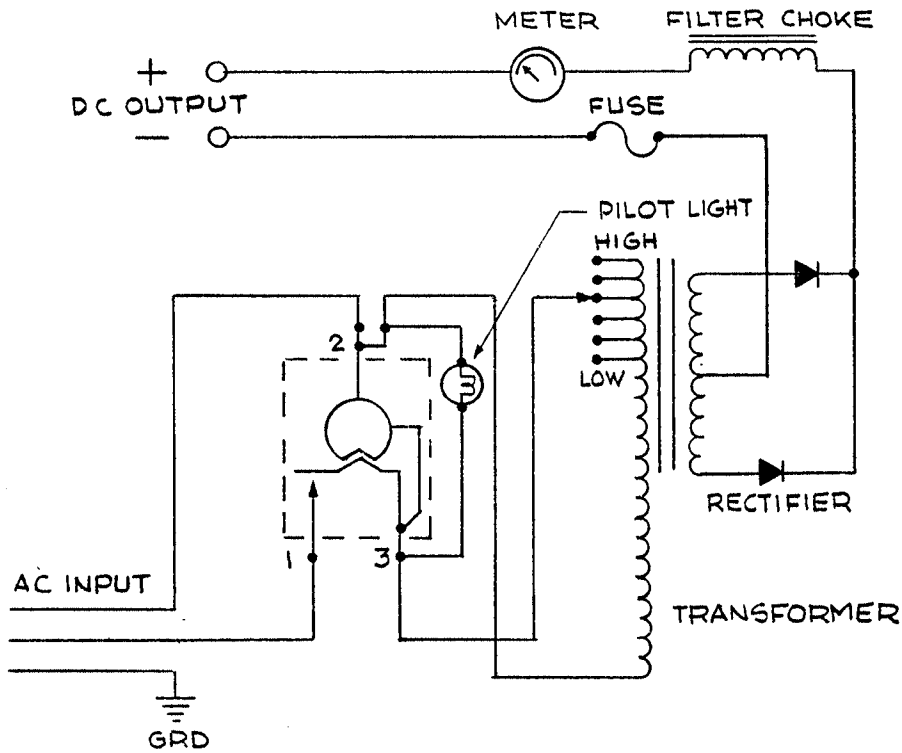 METER
FILTER CHOKE
+
DC OUTPUT
−
FUSE
PILOT LIGHT
HIGH
2
LOW
RECTIFIER
1
3
AC INPUT
TRANSFORMER
GRD